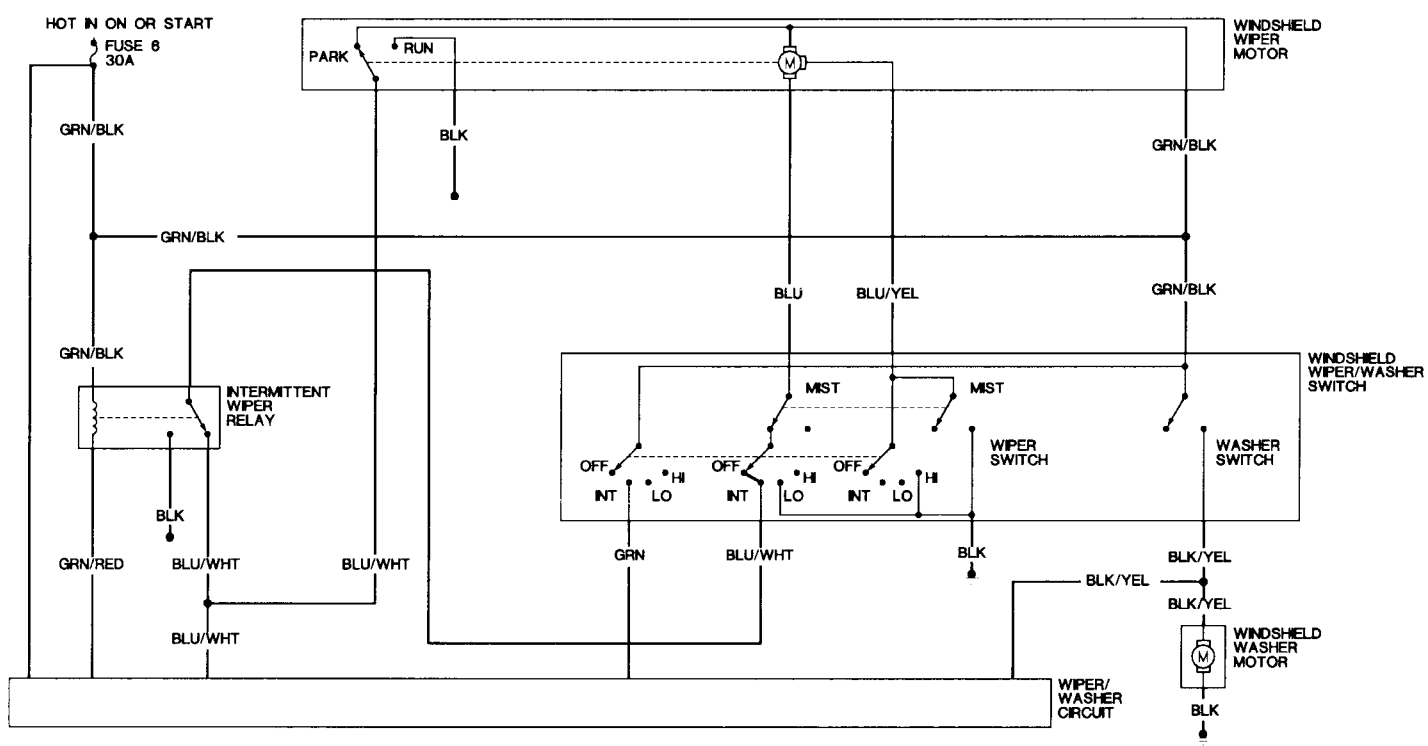 HOT IN ON OR START
FUSE 6
30A
PARK
RUN
M
WINDSHIELD
WIPER
MOTOR
GRN/BLK
BLK
GRN/BLK
GRN/BLK
BLU
BLU/YEL
GRN/BLK
GRN/BLK
INTERMITTENT
WIPER
RELAY
WINDSHIELD
WIPER/WASHER
SWITCH
MIST
MIST
WIPER
SWITCH
WASHER
SWITCH
OFF
INT
LO
HI
OFF
INT
LO
HI
OFF
INT
LO
HI
BLK
GRN/RED
BLU/WHT
BLU/WHT
GRN
BLU/WHT
BLK
BLK/YEL
BLK/YEL
BLK/YEL
BLU/WHT
M
WINDSHIELD
WASHER
MOTOR
WIPER/
WASHER
CIRCUIT
BLK